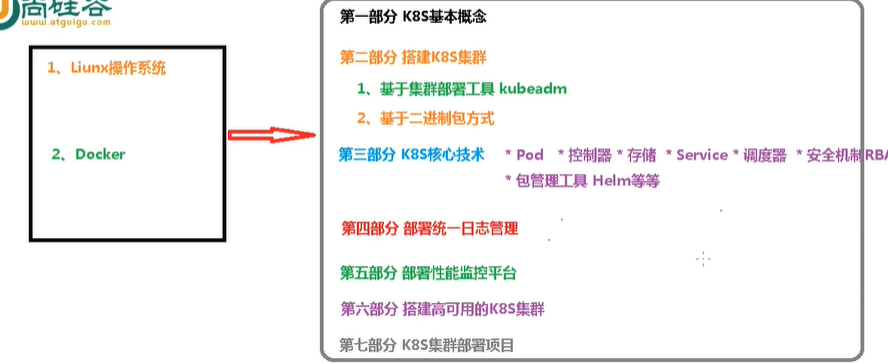 尚硅谷
www.atguigu.com
1、Liunx操作系统
2、Docker
第一部分 K8S基本概念
第二部分 搭建K8S集群
1、基于集群部署工具 kubeadm
2、基于二进制包方式
第三部分 K8S核心技术 * Pod * 控制器 * 存储 * Service * 调度器 * 安全机制RBA
* 包管理工具 Helm等等
第四部分 部署统一日志管理
第五部分 部署性能监控平台
第六部分 搭建高可用的K8S集群
第七部分 K8S集群部署项目